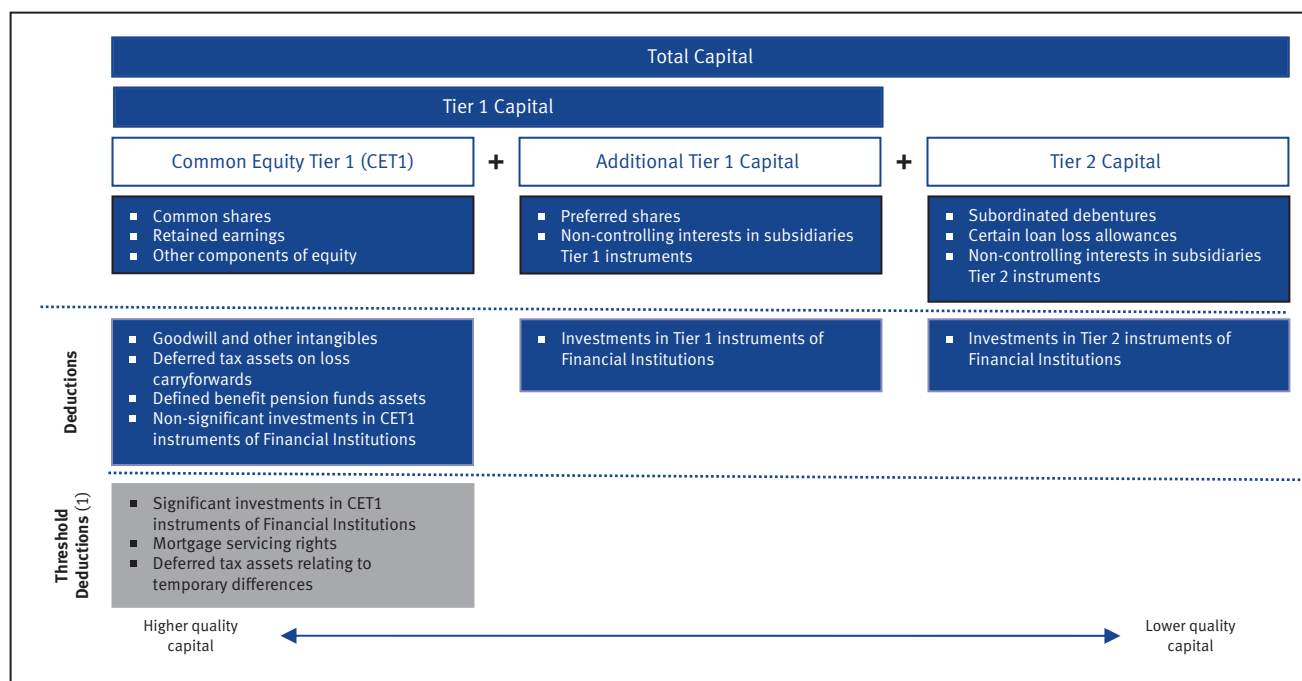 Total Capital
Tier 1 Capital
Common Equity Tier 1 (CET1) + Additional Tier 1 Capital + Tier 2 Capital
▪ Common shares
▪ Retained earnings
▪ Other components of equity
▪ Preferred shares
▪ Non-controlling interests in subsidiaries
Tier 1 instruments
▪ Subordinated debentures
▪ Certain loan loss allowances
▪ Non-controlling interests in subsidiaries
Tier 2 instruments
Deductions
▪ Goodwill and other intangibles
▪ Deferred tax assets on loss
carryforwards
▪ Defined benefit pension funds assets
▪ Non-significant investments in CET1
instruments of Financial Institutions
▪ Investments in Tier 1 instruments of
Financial Institutions
▪ Investments in Tier 2 instruments of
Financial Institutions
Threshold
Deductions (1)
▪ Significant investments in CET1
instruments of Financial Institutions
▪ Mortgage servicing rights
▪ Deferred tax assets relating to
temporary differences
Higher quality
capital
Lower quality
capital